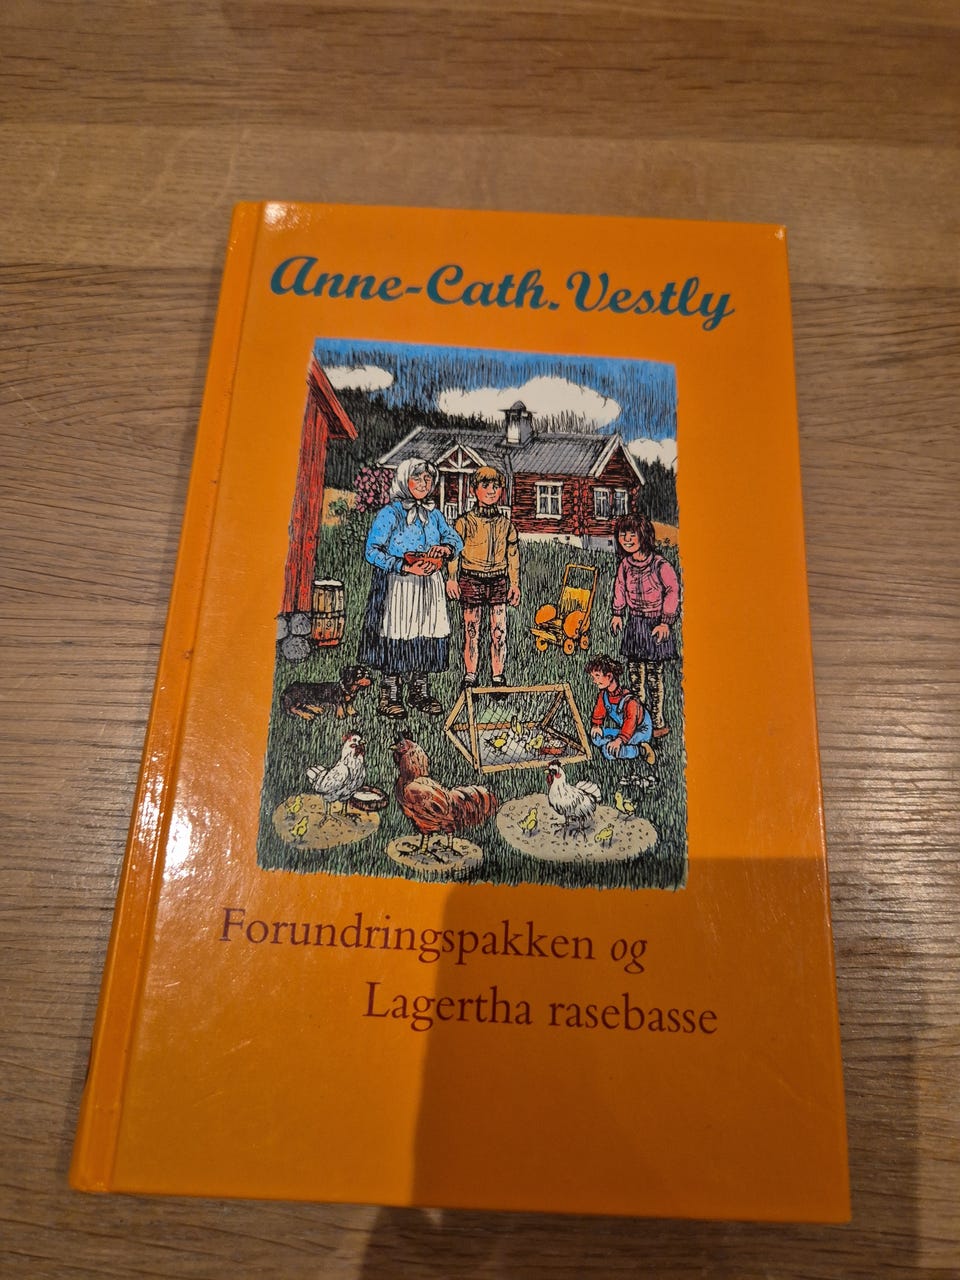 Anne-Cath. Vestly
Forundringspakken og
Lagertha rasebasse